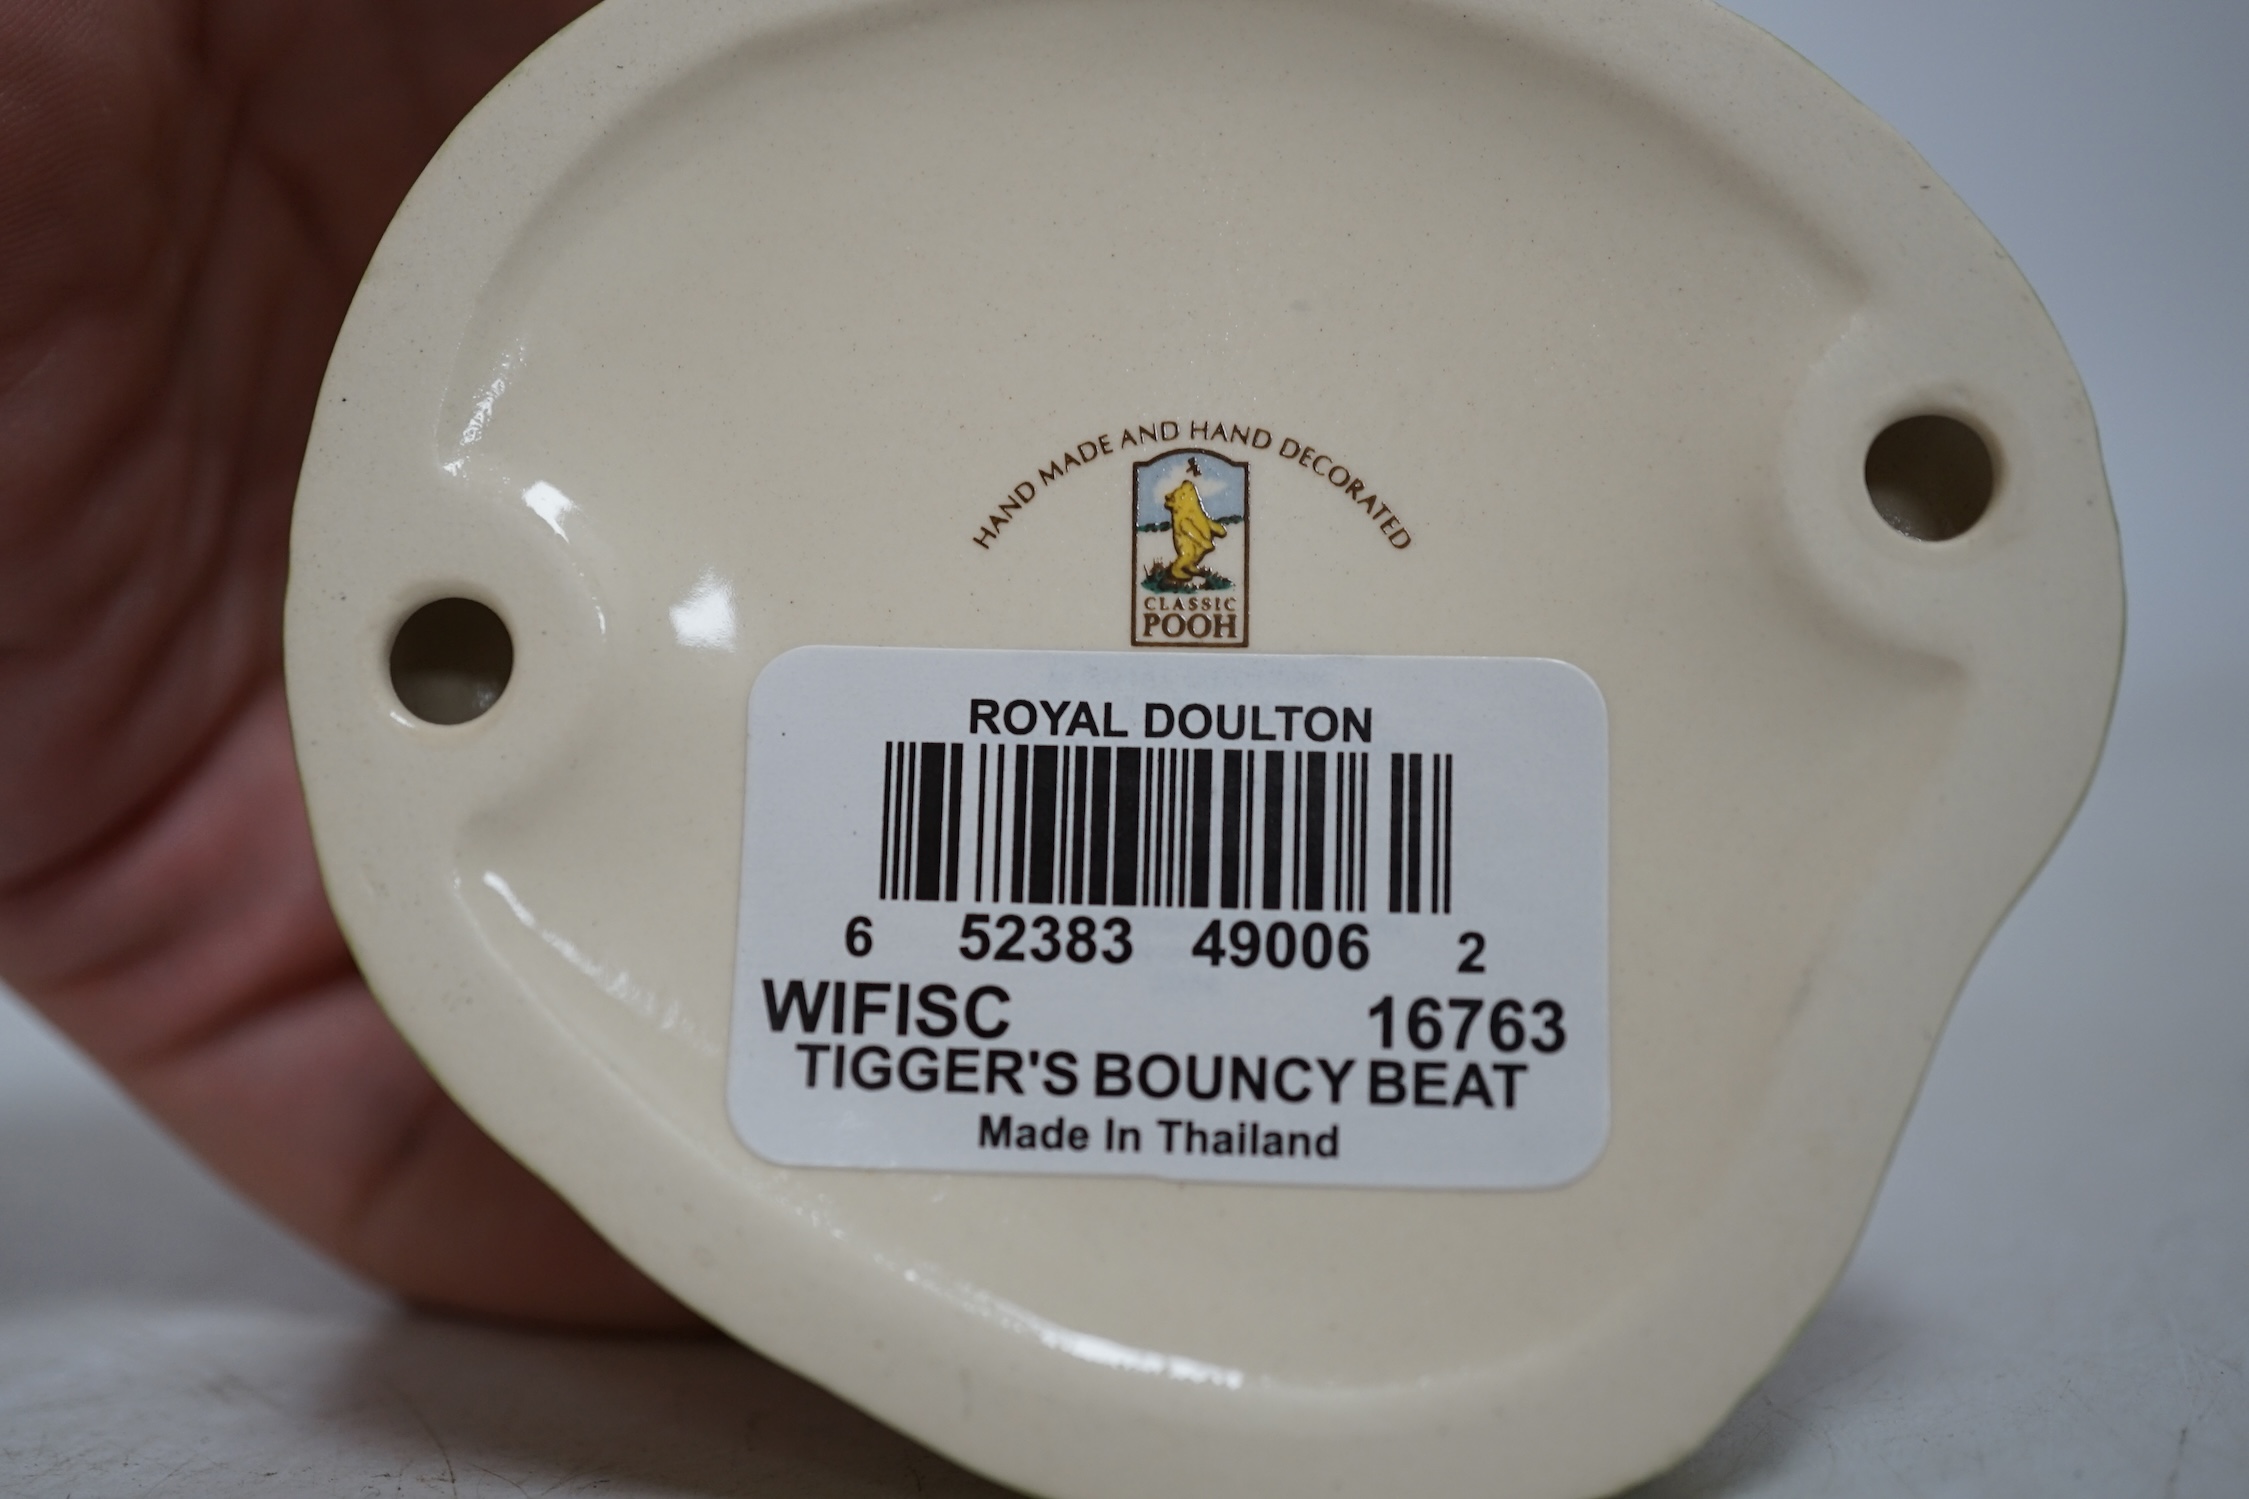 HAND MADE AND HAND DECORATED
CLASSIC
POOH
ROYAL DOULTON
6 52383 49006 2
WIFISC 16763
TIGGER'S BOUNCY BEAT
Made In Thailand